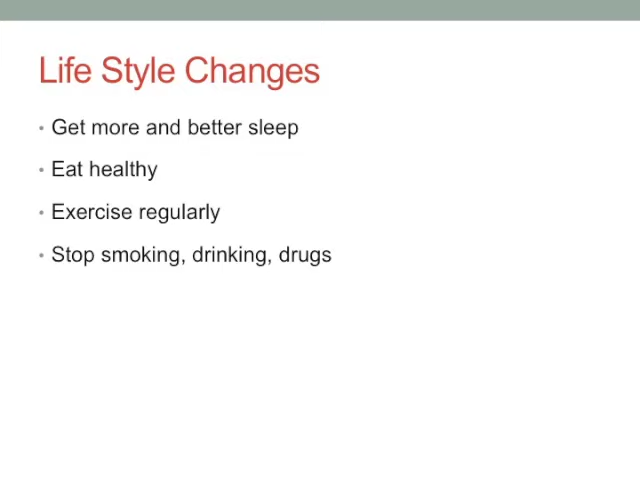 Life Style Changes
• Get more and better sleep
• Eat healthy
• Exercise regularly
• Stop smoking, drinking, drugs